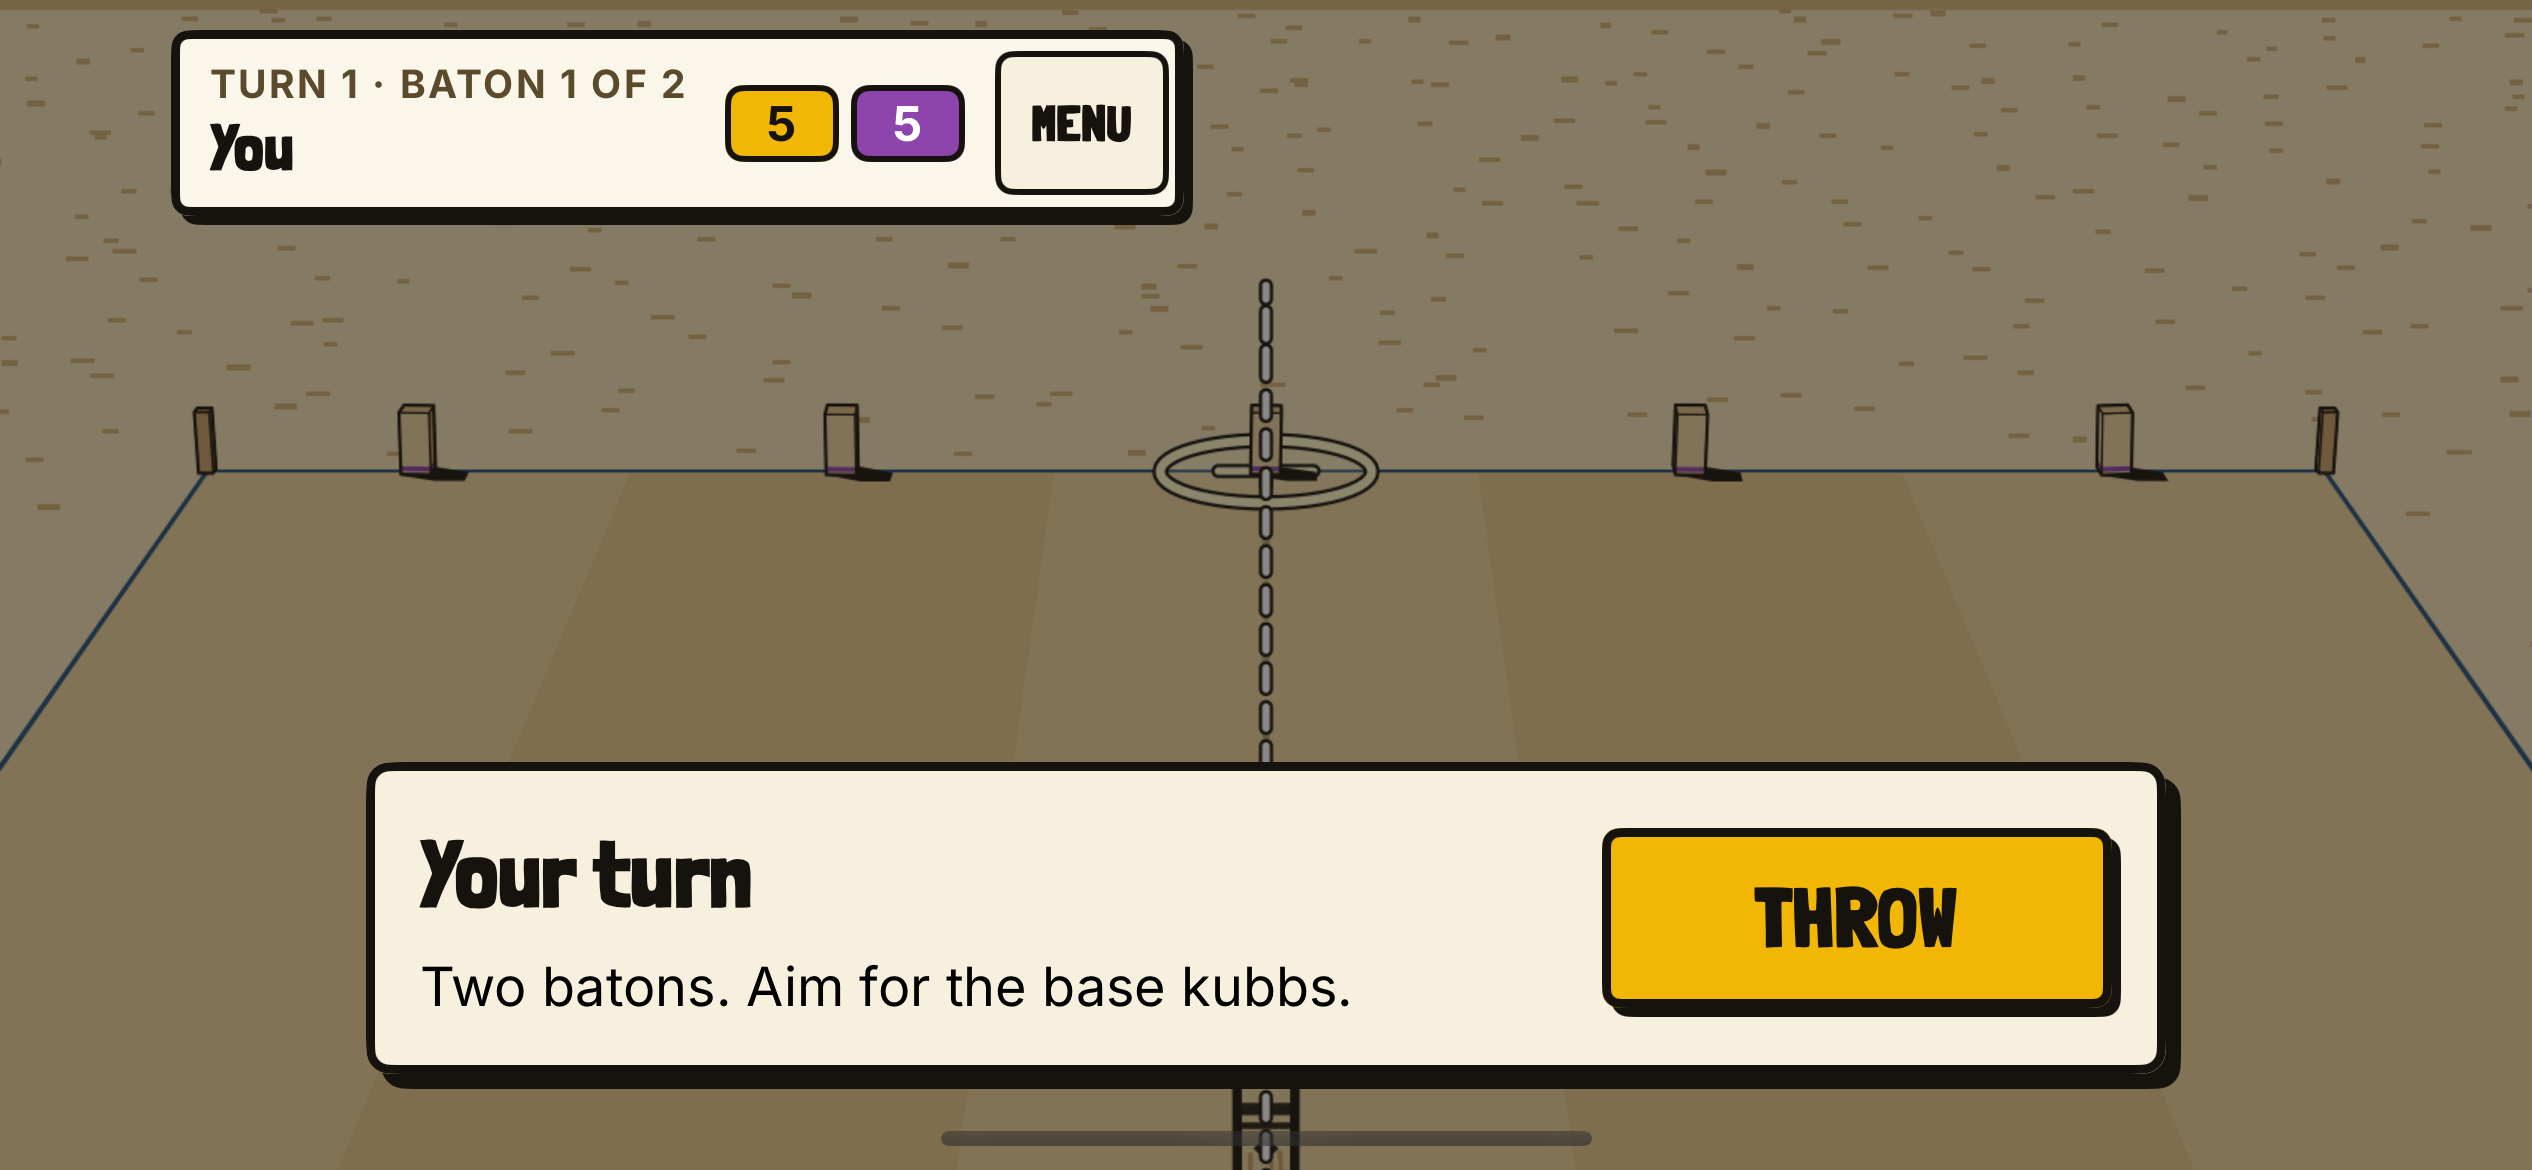 TURN 1 · BATON 1 OF 2
You
5
5
MENU
Your turn
Two batons. Aim for the base kubbs.
THROW